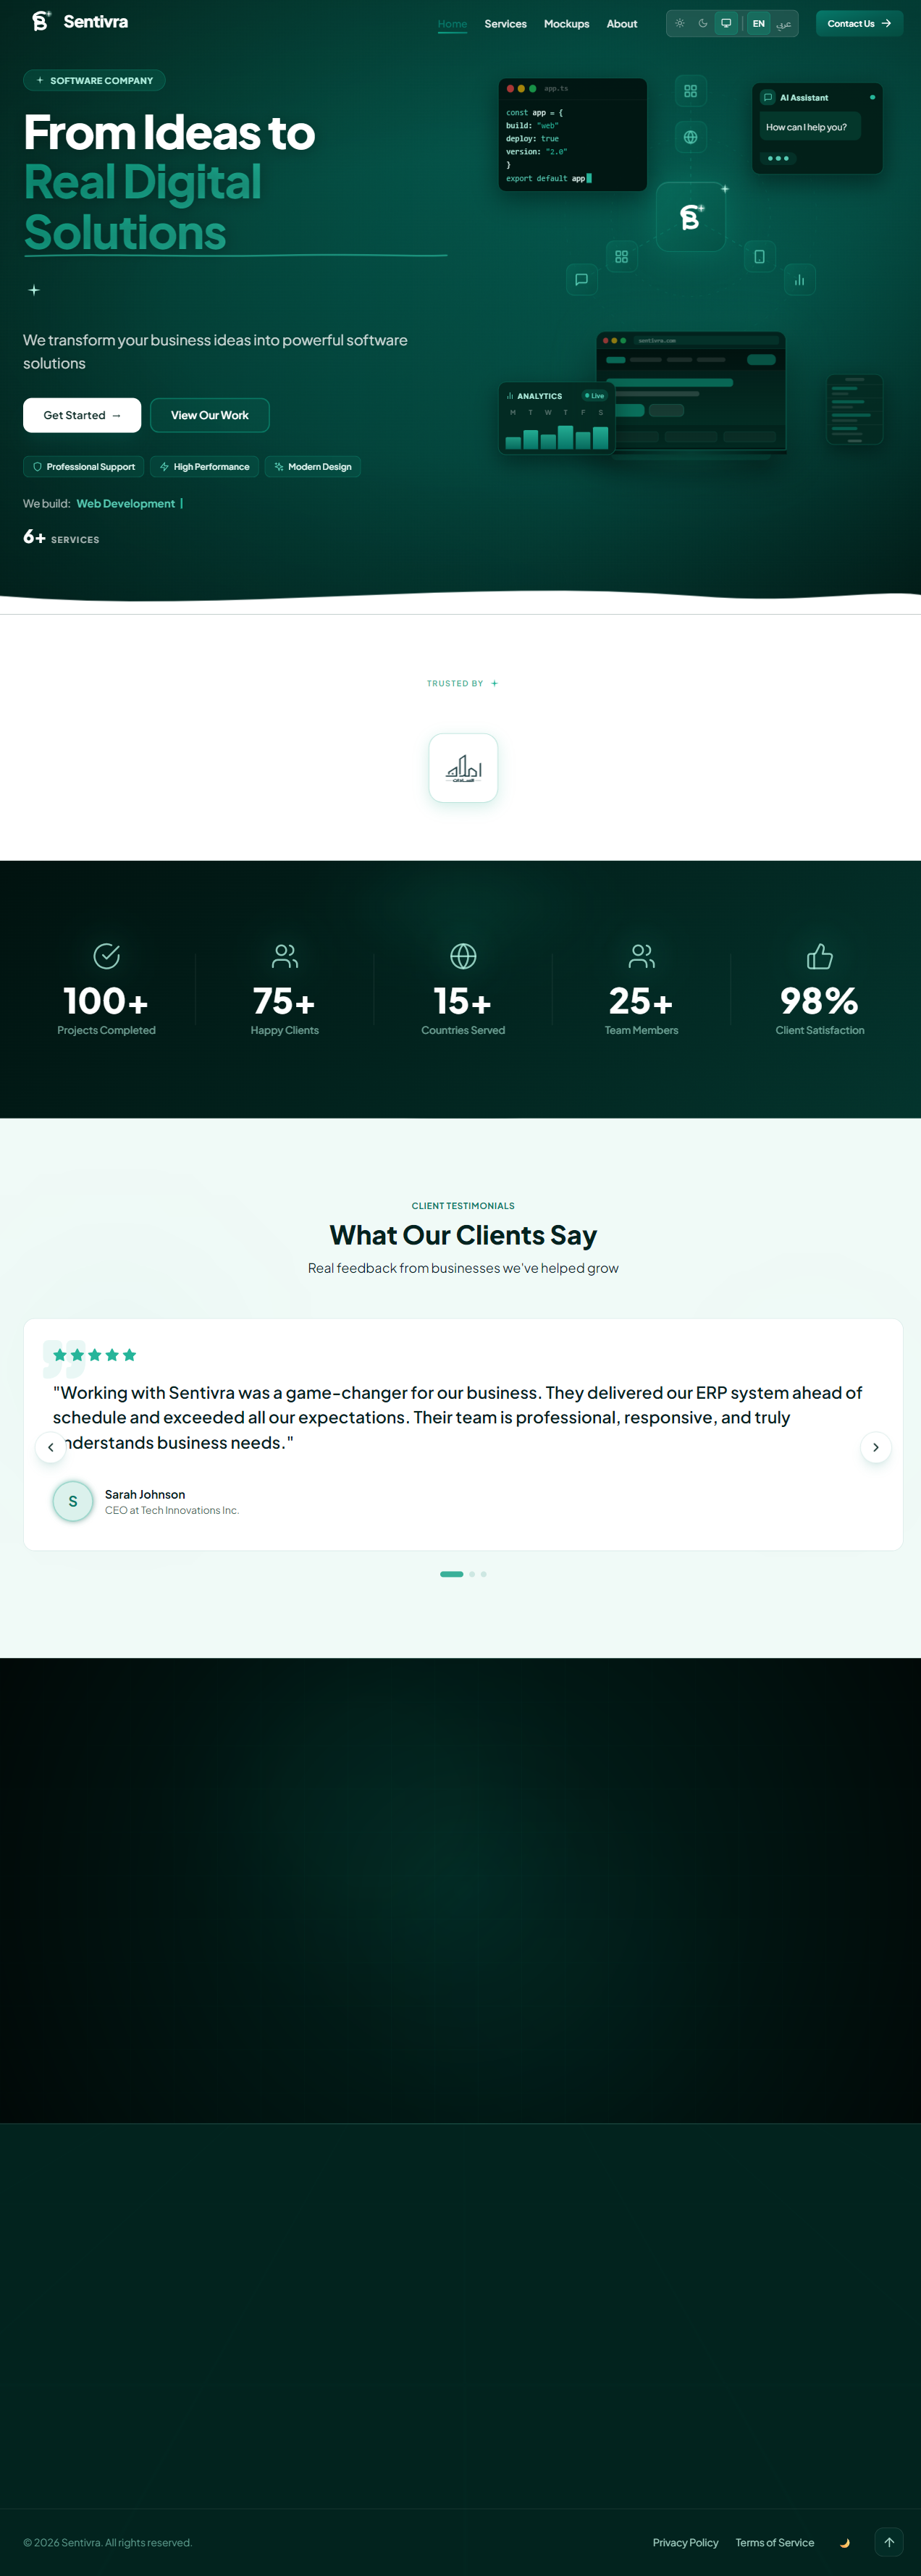 Sentivra
Home Services Mockups About EN عربي Contact Us →
SOFTWARE COMPANY
From Ideas to
Real Digital
Solutions
We transform your business ideas into powerful software
solutions
Get Started →
View Our Work
Professional Support
High Performance
Modern Design
We build: Web Development |
6+ SERVICES
app.ts
const app = {
build: "web"
deploy: true
version: "2.0"
}
export default app
AI Assistant
How can I help you?
sentivra.com
ANALYTICS
Live
M T W T F S
TRUSTED BY
100+
Projects Completed
75+
Happy Clients
15+
Countries Served
25+
Team Members
98%
Client Satisfaction
CLIENT TESTIMONIALS
What Our Clients Say
Real feedback from businesses we've helped grow
"Working with Sentivra was a game-changer for our business. They delivered our ERP system ahead of
schedule and exceeded all our expectations. Their team is professional, responsive, and truly
understands business needs."
S
Sarah Johnson
CEO at Tech Innovations Inc.
© 2026 Sentivra. All rights reserved.
Privacy Policy Terms of Service